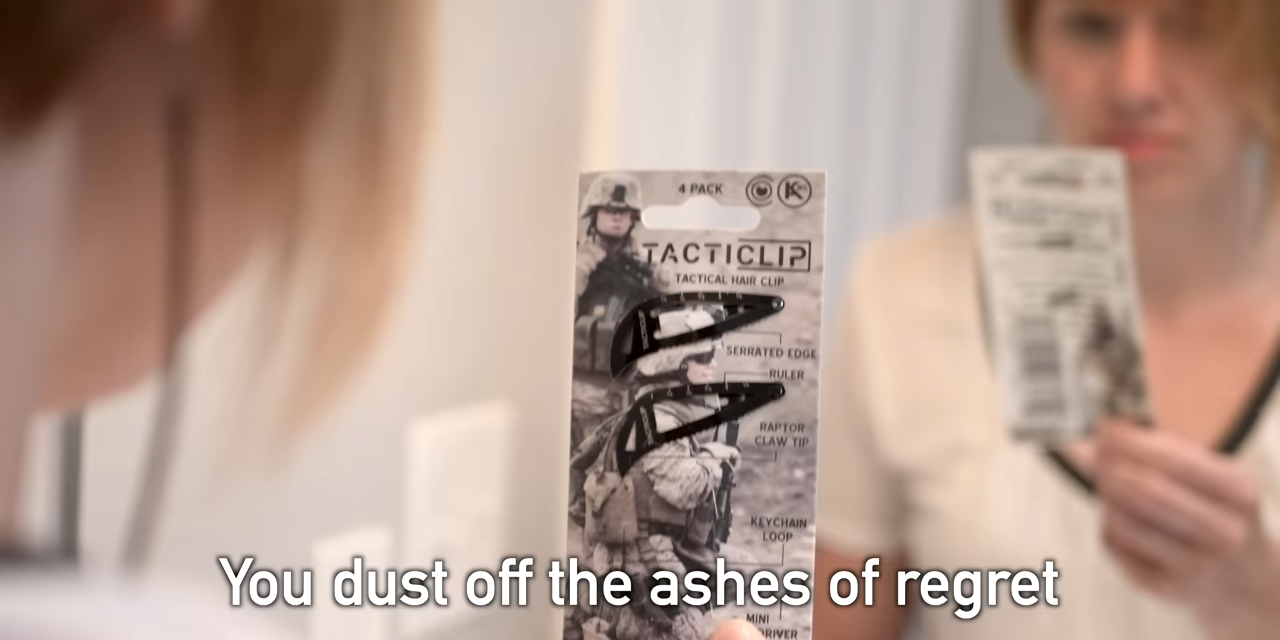 4 PACK
TACTICLIP
TACTICAL HAIR CLIP
SERRATED EDGE
RULER
RAPTOR
CLAW TIP
KEYCHAIN
LOOP
MINI
You dust off the ashes of regret